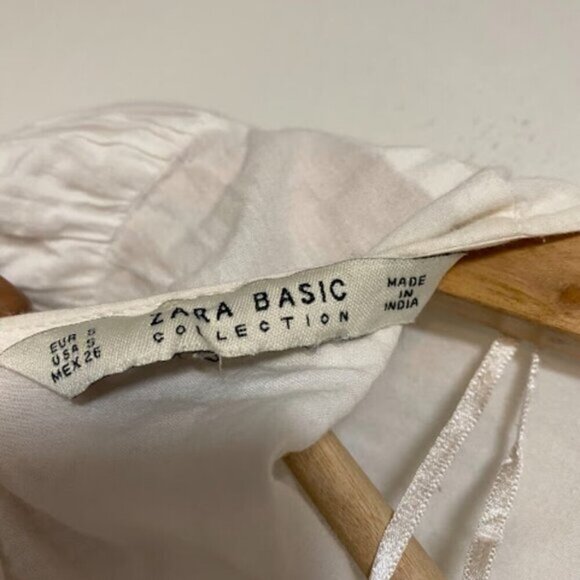 EUR S
USA S
MEX 26
ZARA BASIC
COLLECTION
MADE
IN
INDIA